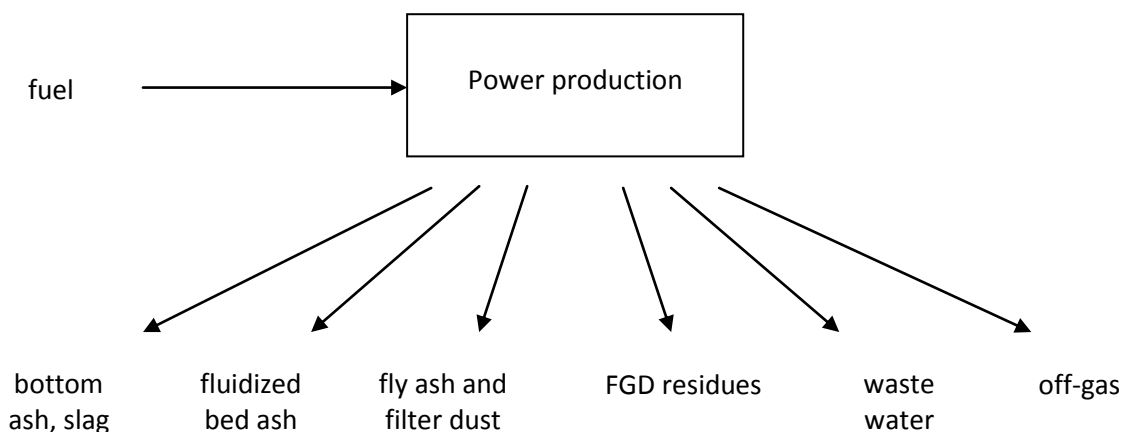 Power production
fuel
bottom
ash, slag
fluidized
bed ash
fly ash and
filter dust
FGD residues
waste
water
off-gas